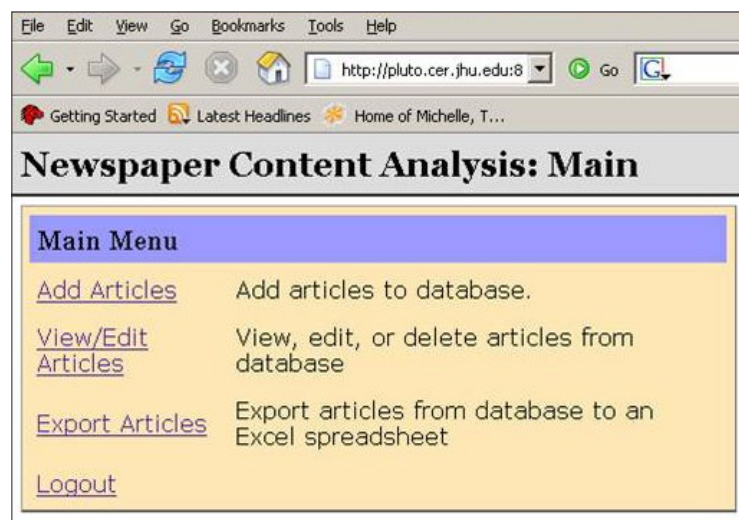 File Edit View Go Bookmarks Tools Help
http://pluto.cer.jhu.edu:8 Go G
Getting Started Latest Headlines Home of Michelle, T...
Newspaper Content Analysis: Main
Main Menu
Add Articles Add articles to database.
View/Edit View, edit, or delete articles from
Articles database
Export Articles Export articles from database to an
Excel spreadsheet
Logout